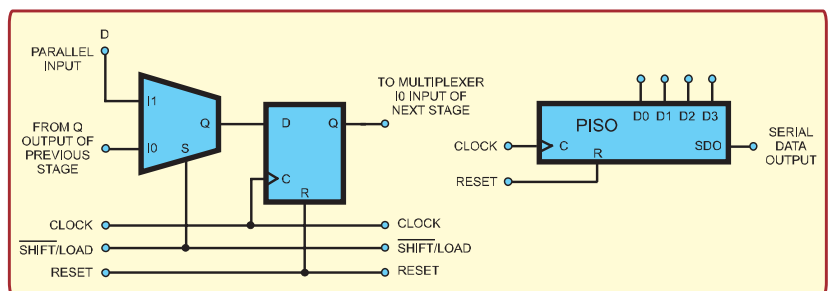 D
PARALLEL
INPUT
I1
Q
FROM Q
OUTPUT OF
PREVIOUS
STAGE
I0
S
D
Q
C
R
TO MULTIPLEXER
I0 INPUT OF
NEXT STAGE
CLOCK
CLOCK
SHIFT/LOAD
SHIFT/LOAD
RESET
RESET
D0 D1 D2 D3
PISO
CLOCK
C
R
SDO
SERIAL
DATA
OUTPUT
RESET